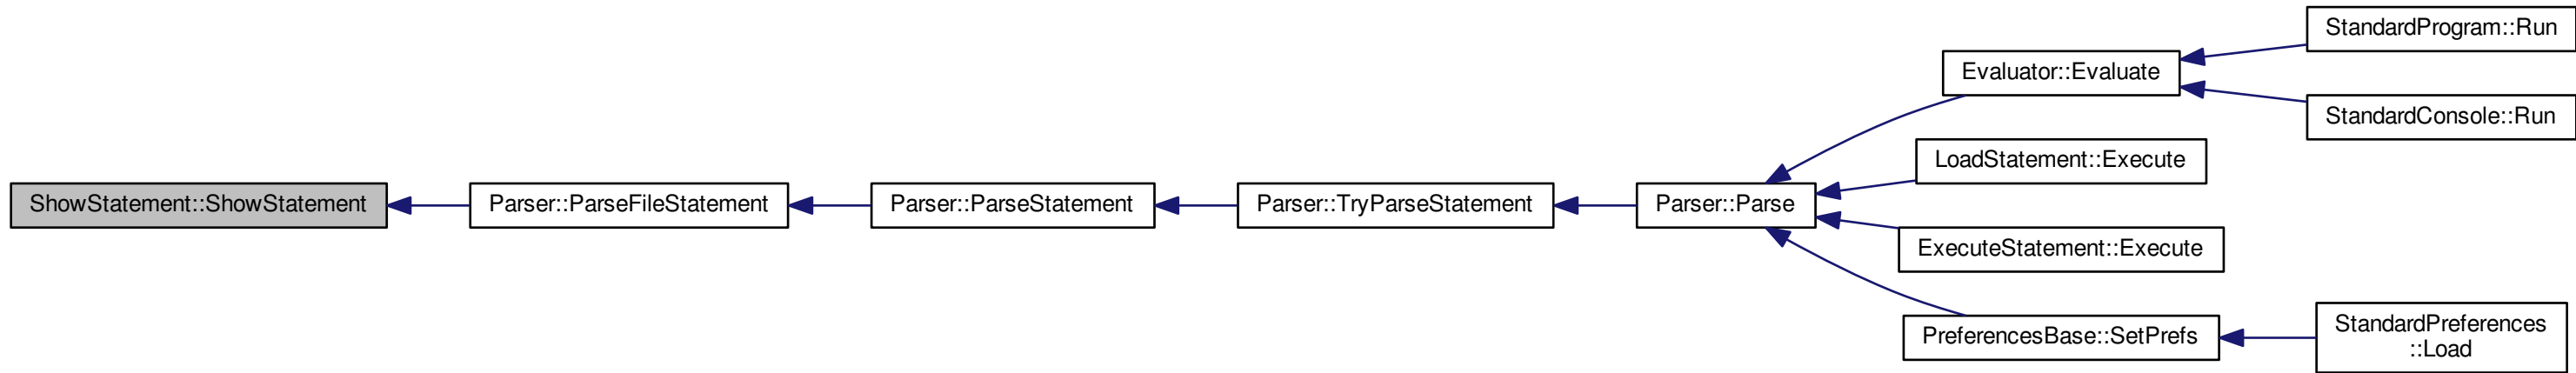 StandardProgram::Run
Evaluator::Evaluate
StandardConsole::Run
LoadStatement::Execute
ShowStatement::ShowStatement
Parser::ParseFileStatement
Parser::ParseStatement
Parser::TryParseStatement
Parser::Parse
ExecuteStatement::Execute
PreferencesBase::SetPrefs
StandardPreferences
::Load